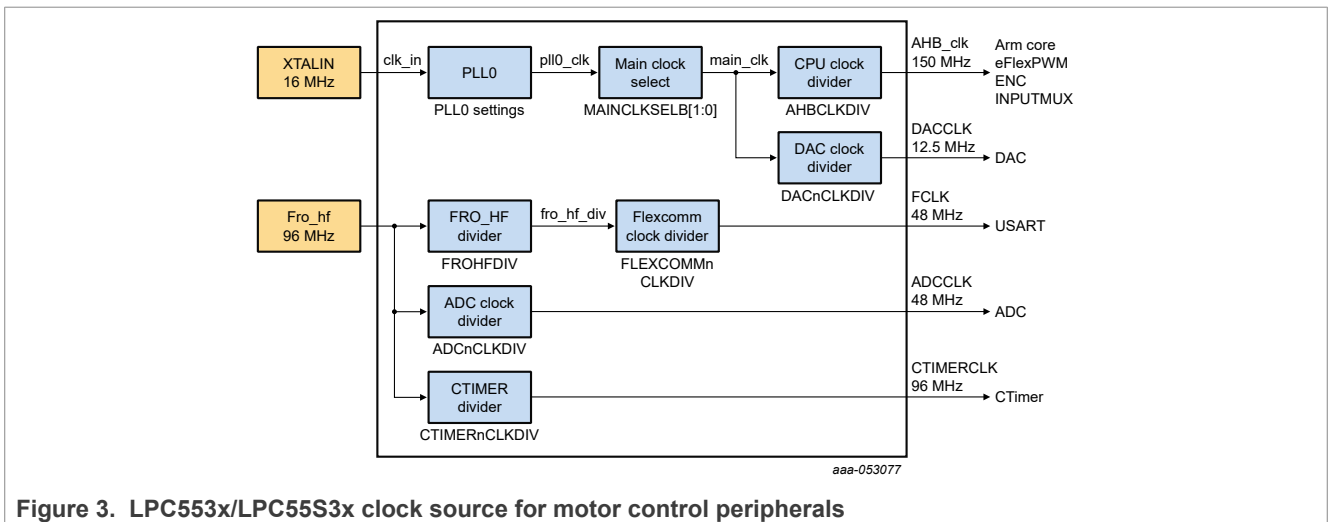 XTALIN
16 MHz
clk_in
PLL0
PLL0 settings
pll0_clk
Main clock
select
MAINCLKSELB[1:0]
main_clk
CPU clock
divider
AHBCLKDIV
AHB_clk
150 MHz
Arm core
eFlexPWM
ENC
INPUTMUX
DAC clock
divider
DACnCLKDIV
DACCLK
12.5 MHz
DAC
Fro_hf
96 MHz
FRO_HF
divider
FROHFDIV
fro_hf_div
Flexcomm
clock divider
FLEXCOMMn
CLKDIV
FCLK
48 MHz
USART
ADC clock
divider
ADCnCLKDIV
ADCCLK
48 MHz
ADC
CTIMER
divider
CTIMERnCLKDIV
CTIMERCLK
96 MHz
CTimer
aaa-053077
Figure 3. LPC553x/LPC55S3x clock source for motor control peripherals